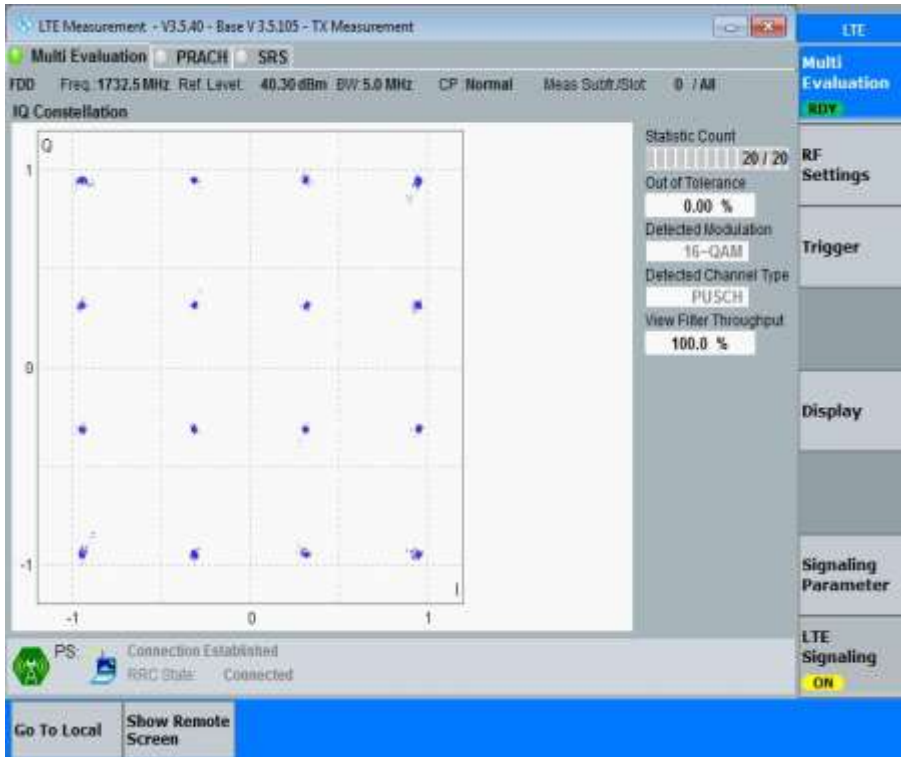 LTE Measurement - V3.5.40 - Base V 3.5.105 - TX Measurement
LTE
Multi Evaluation PRACH SRS
Multi
Evaluation
RDY
FDD Freq.:1732.5 MHz Ref. Level: 40.30 dBm BW:5.0 MHz CP :Normal Meas Subfr./Slot: 0 / All
IQ Constellation
Q
1
0
-1
-1
0
1
I
Statistic Count
20 / 20
Out of Tolerance
0.00 %
Detected Modulation
16-QAM
Detected Channel Type
PUSCH
View Filter Throughput
100.0 %
RF
Settings
Trigger
Display
Signaling
Parameter
LTE
Signaling
ON
PS:
Connection Established
RRC State: Connected
Go To Local
Show Remote
Screen